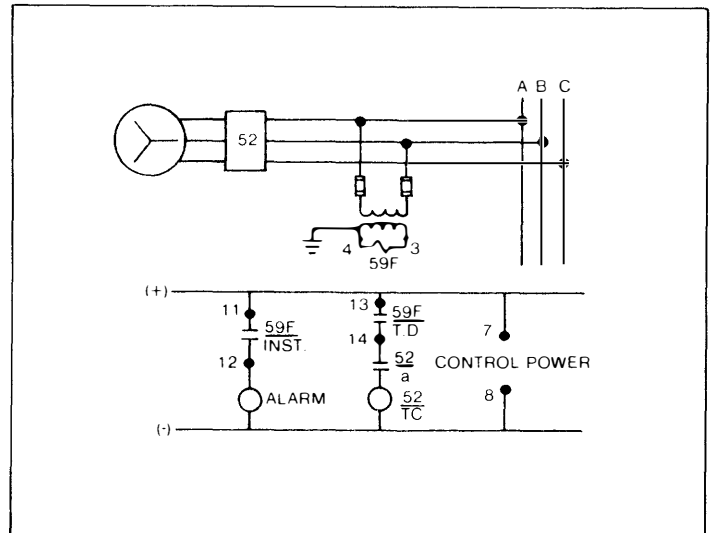 A B C
52
4 3
59F
(+)
11 13
59F
INST.
59F
T.D
7
14
12
52
a
CONTROL POWER
8
ALARM
52
TC
(-)